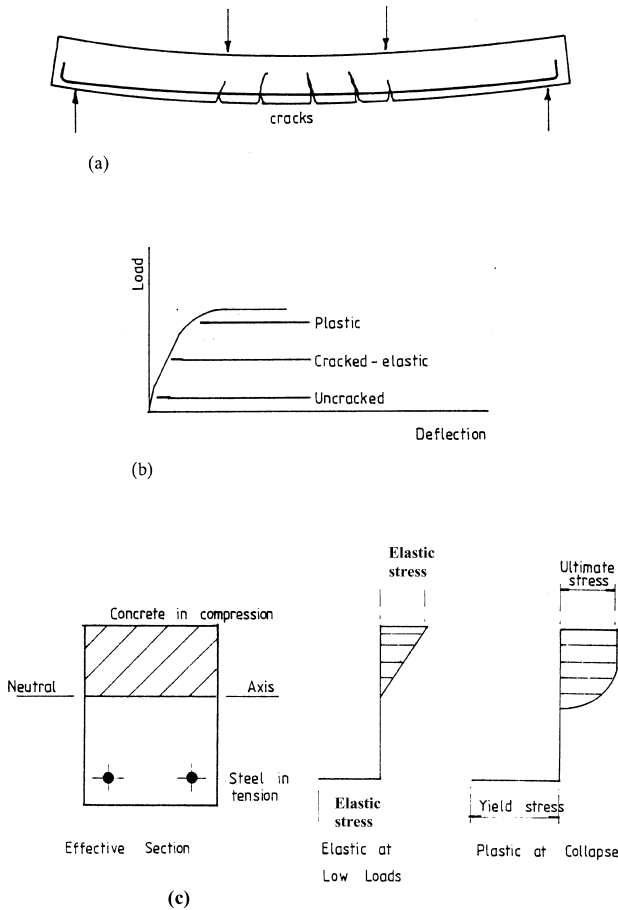 cracks
(a)
Load
Plastic
Cracked-elastic
Uncracked
Deflection
(b)
Elastic
stress
Ultimate
stress
Concrete in compression
Neutral
Axis
Steel in
tension
Elastic
stress
Yield stress
Effective Section
Elastic at
Low Loads
Plastic at Collapse
(c)